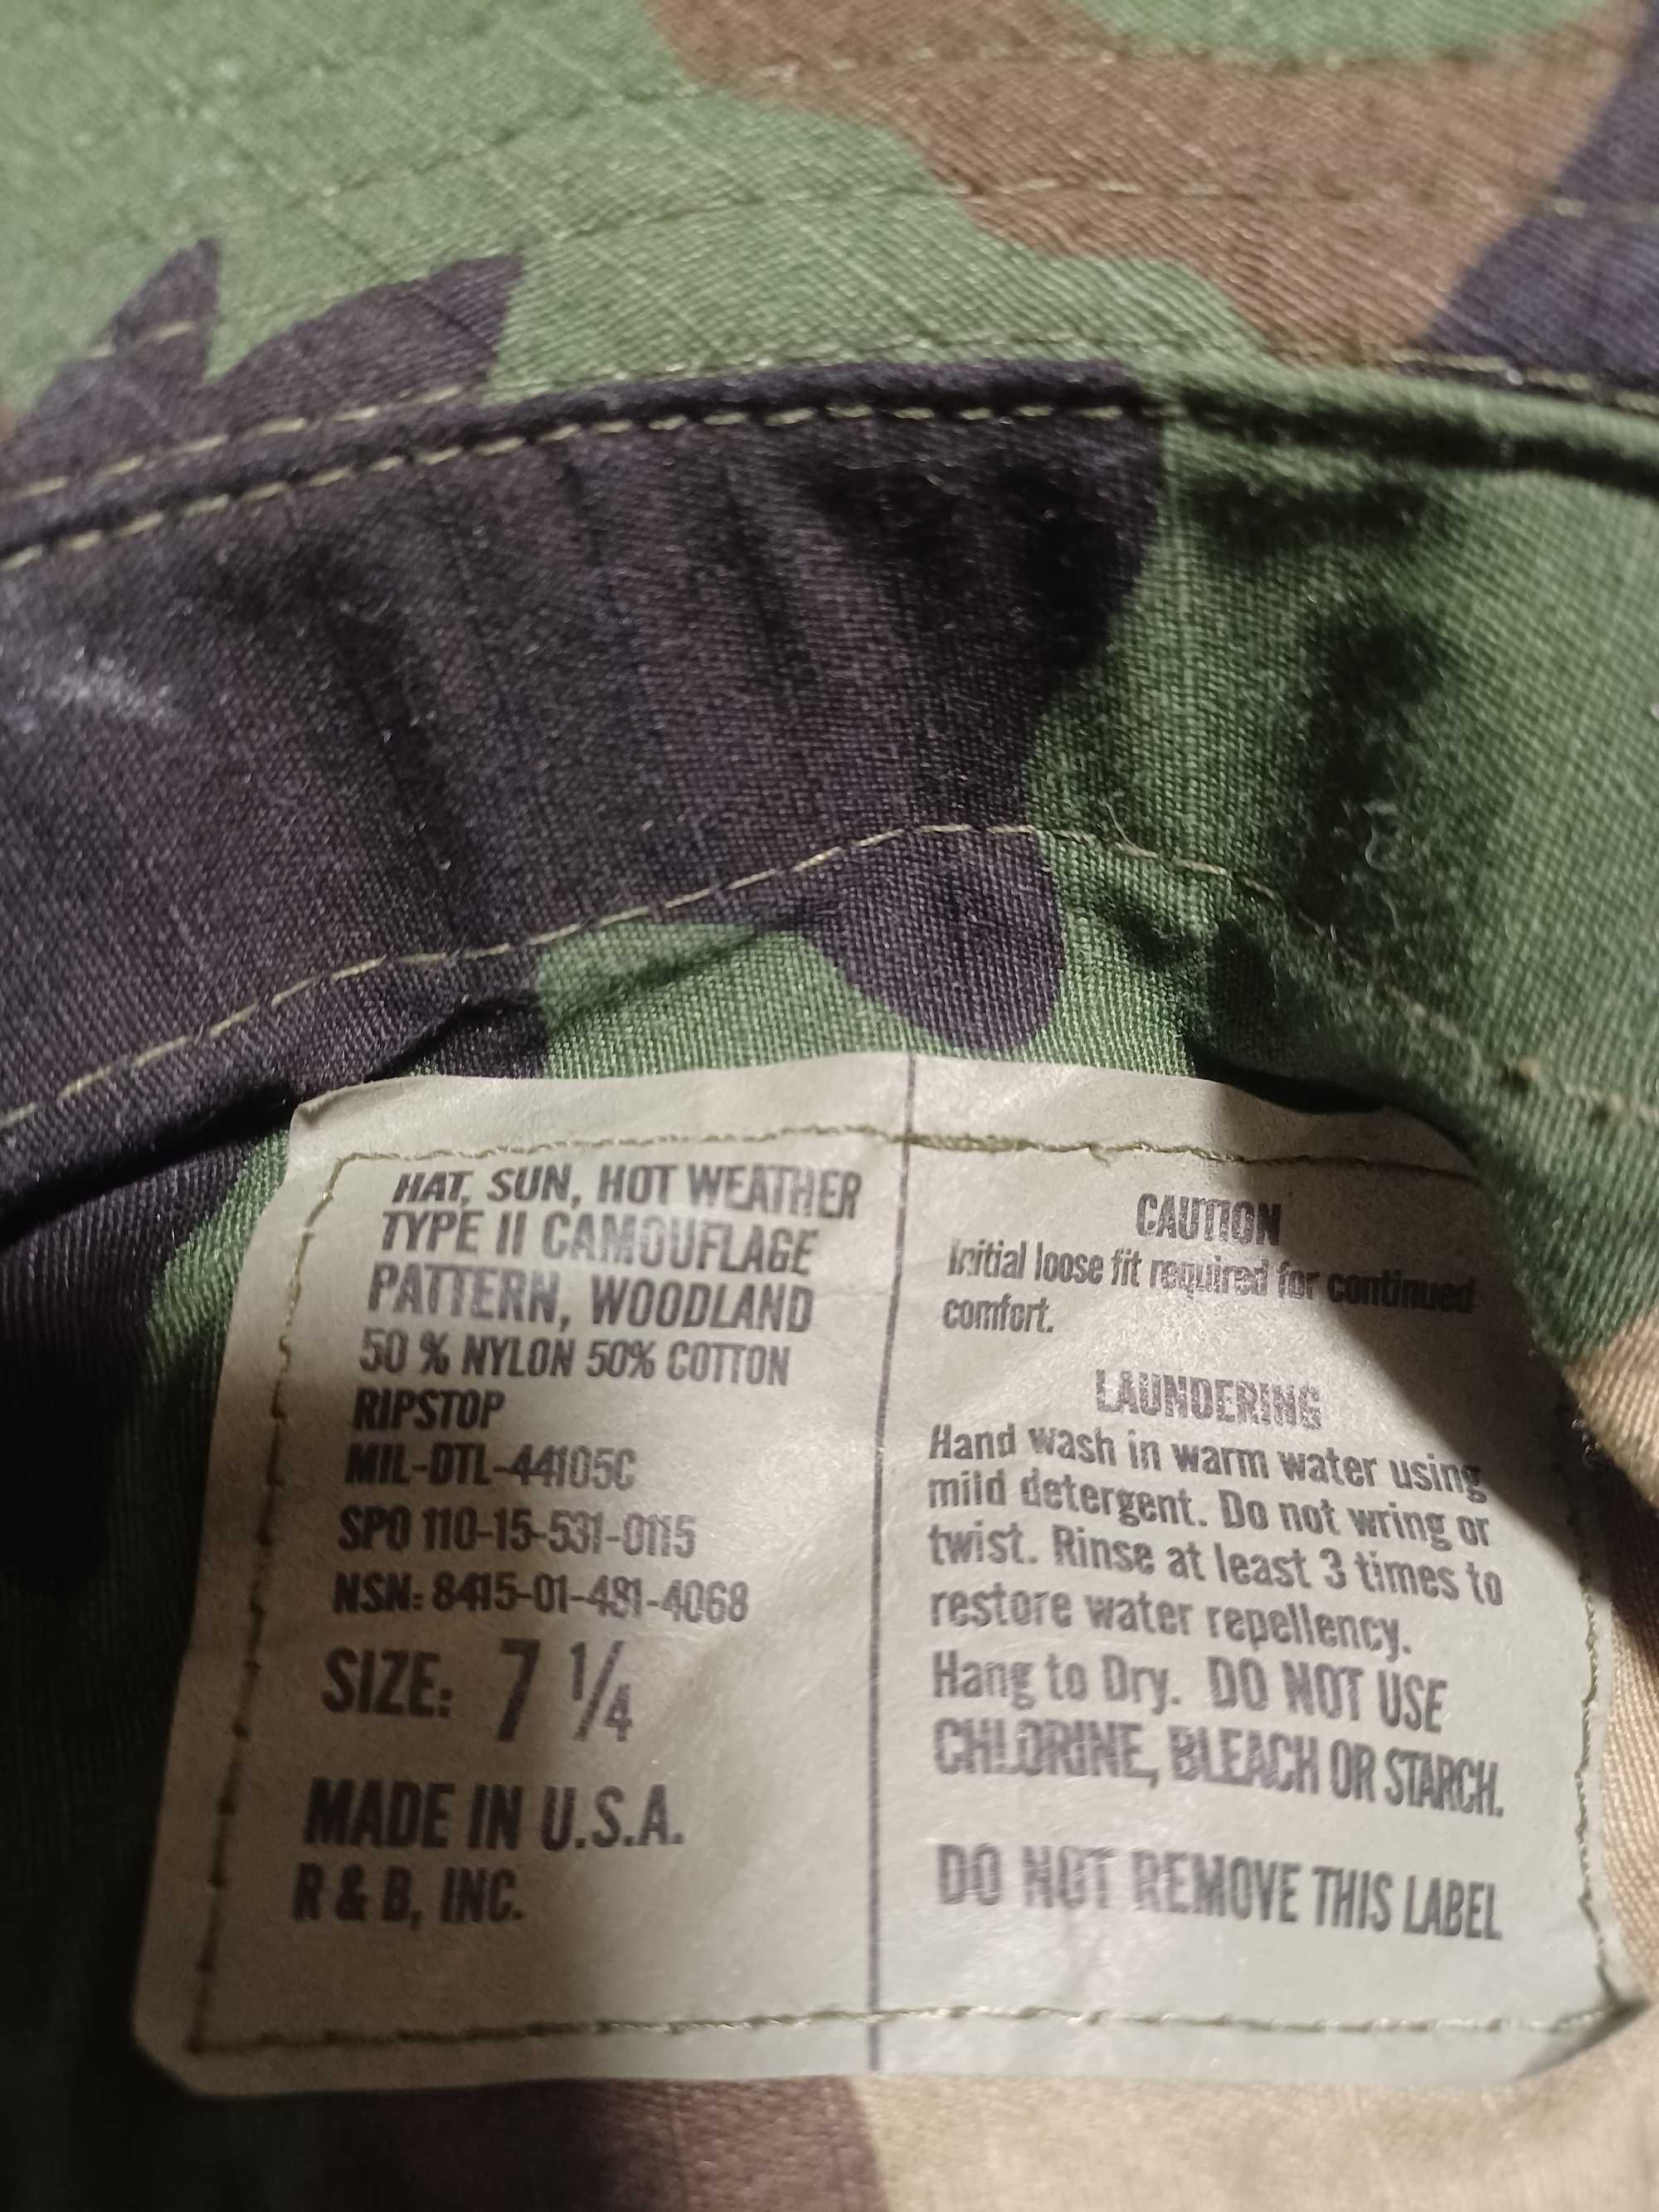 HAT, SUN, HOT WEATHER
TYPE II CAMOUFLAGE
PATTERN, WOODLAND
50 % NYLON 50% COTTON
RIPSTOP
MIL-DTL-44105C
SPO 110-15-531-0115
NSN: 8415-01-481-4068
SIZE: 7 1/4
MADE IN U.S.A.
R & B, INC.
CAUTION
Initial loose fit required for continued
comfort.
LAUNDERING
Hand wash in warm water using
mild detergent. Do not wring or
twist. Rinse at least 3 times to
restore water repellency.
Hang to Dry. DO NOT USE
CHLORINE, BLEACH OR STARCH.
DO NOT REMOVE THIS LABEL